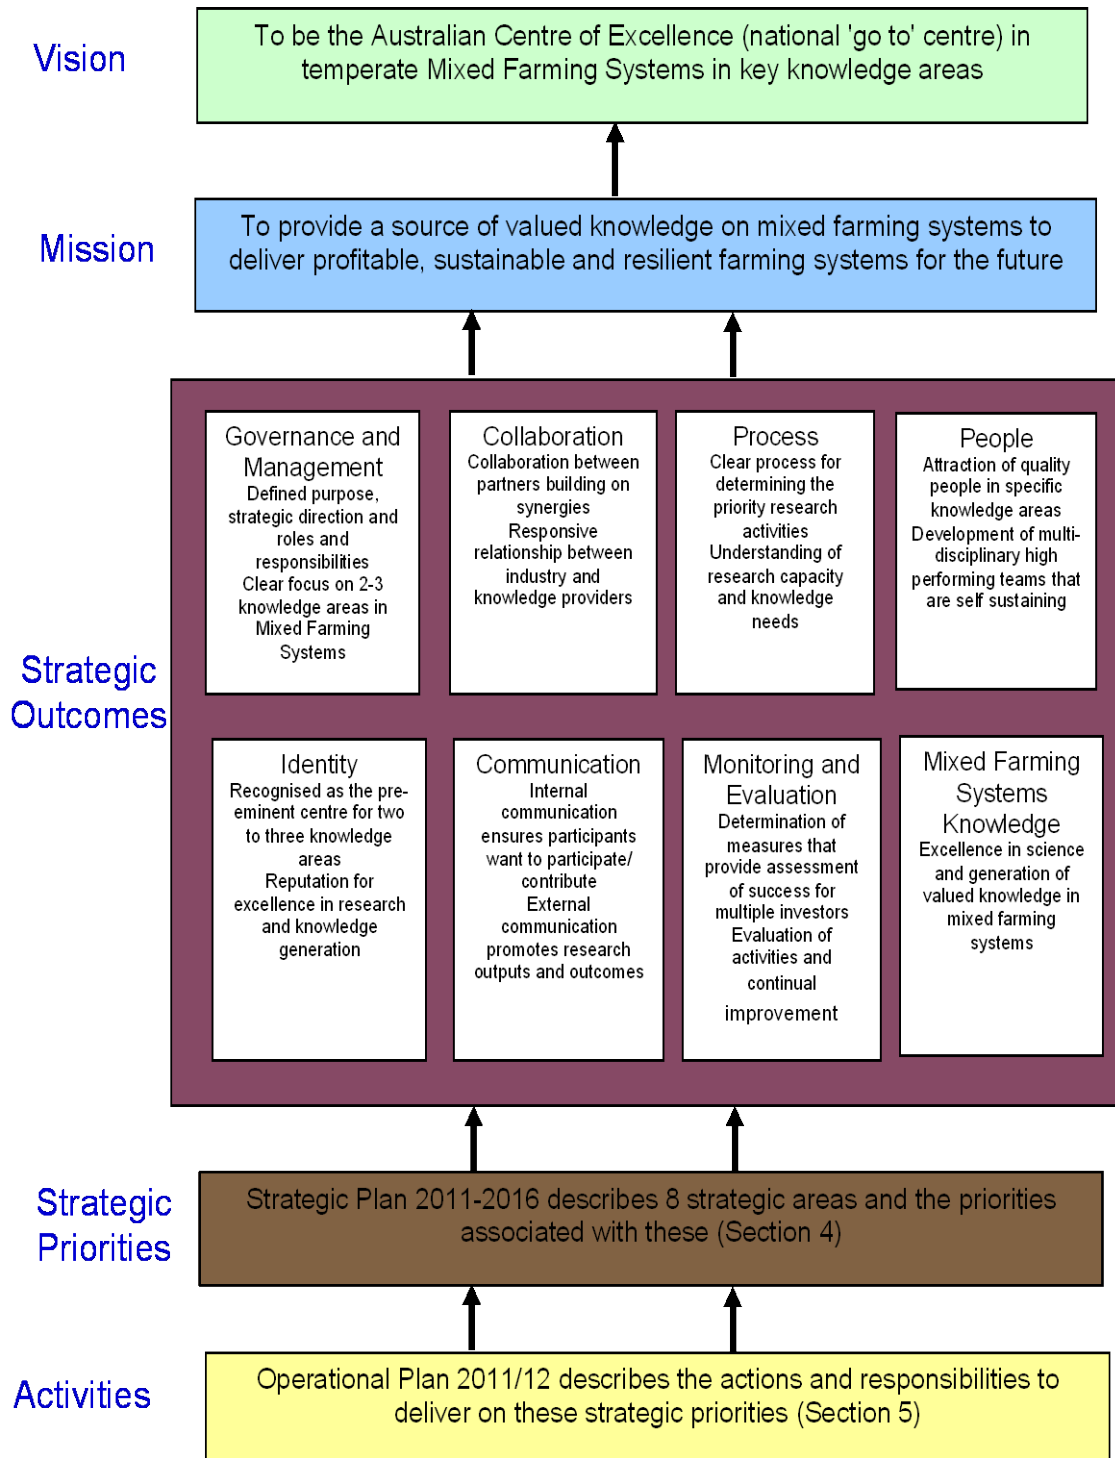 Vision
To be the Australian Centre of Excellence (national 'go to' centre) in
temperate Mixed Farming Systems in key knowledge areas
Mission
To provide a source of valued knowledge on mixed farming systems to
deliver profitable, sustainable and resilient farming systems for the future
Strategic
Outcomes
Governance and
Management
Defined purpose,
strategic direction and
roles and
responsibilities
Clear focus on 2-3
knowledge areas in
Mixed Farming
Systems
Collaboration
Collaboration between
partners building on
synergies
Responsive
relationship between
industry and
knowledge providers
Process
Clear process for
determining the
priority research
activities
Understanding of
research capacity
and knowledge
needs
People
Attraction of quality
people in specific
knowledge areas
Development of multi-
disciplinary high
performing teams that
are self sustaining
Identity
Recognised as the pre-
eminent centre for two
to three knowledge
areas
Reputation for
excellence in research
and knowledge
generation
Communication
Internal
communication
ensures participants
want to participate/
contribute
External
communication
promotes research
outputs and outcomes
Monitoring and
Evaluation
Determination of
measures that
provide assessment
of success for
multiple investors
Evaluation of
activities and
continual
improvement
Mixed Farming
Systems
Knowledge
Excellence in science
and generation of
valued knowledge in
mixed farming
systems
Strategic
Priorities
Strategic Plan 2011-2016 describes 8 strategic areas and the priorities
associated with these (Section 4)
Activities
Operational Plan 2011/12 describes the actions and responsibilities to
deliver on these strategic priorities (Section 5)